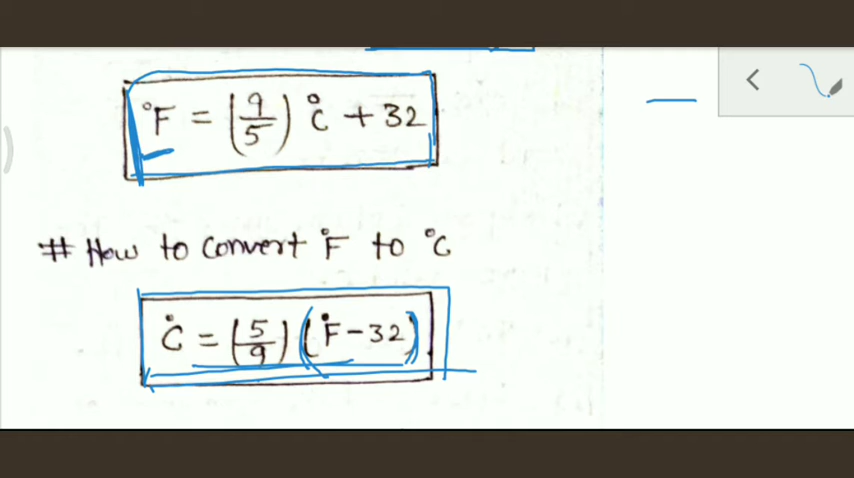 °F = (9/5) °C + 32
# How to convert °F to °C
°C = (5/9) (°F - 32)